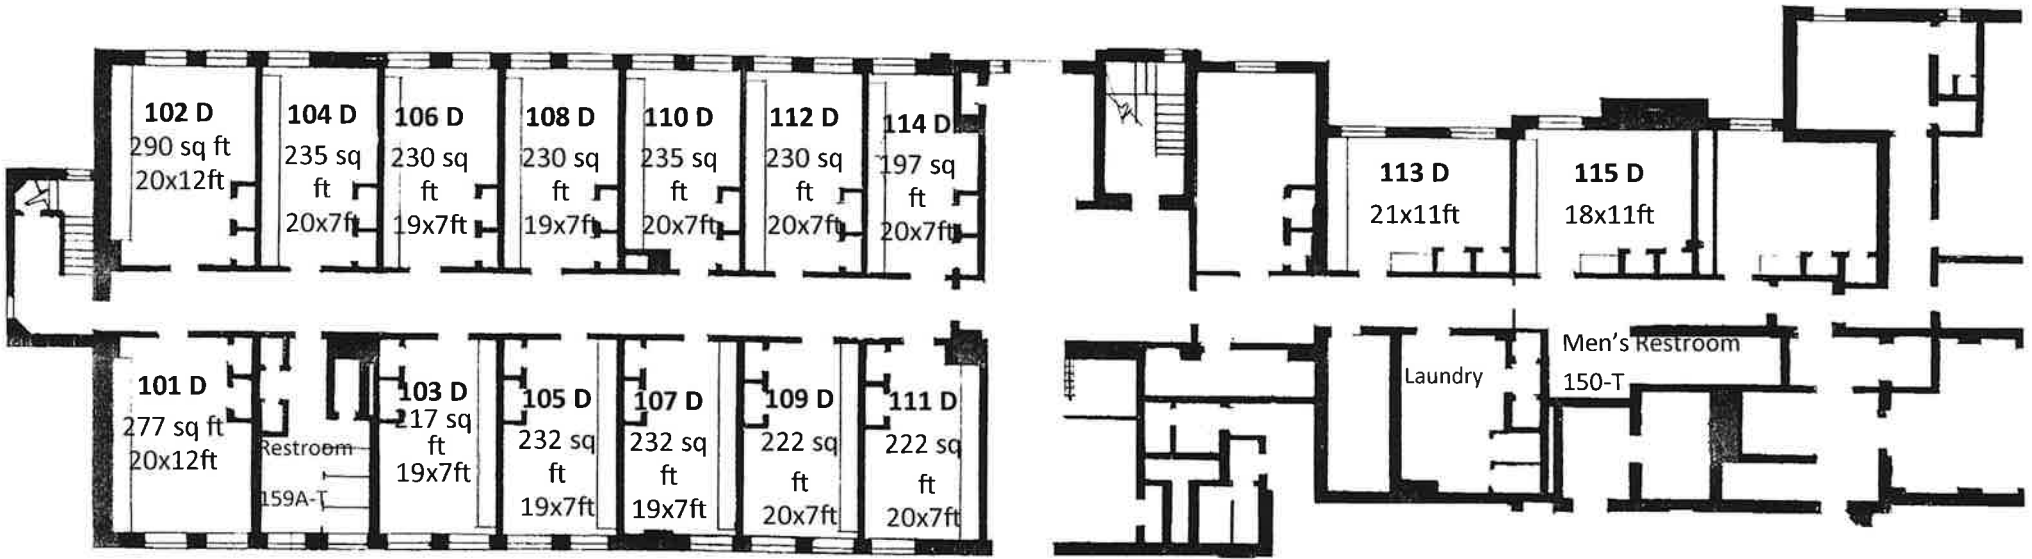 102 D
290 sq ft
20x12ft
104 D
235 sq
ft
20x7ft
106 D
230 sq
ft
19x7ft
108 D
230 sq
ft
19x7ft
110 D
235 sq
ft
20x7ft
112 D
230 sq
ft
20x7ft
114 D
197 sq
ft
20x7ft
113 D
21x11ft
115 D
18x11ft
101 D
277 sq ft
20x12ft
Restroom
159A-T
103 D
217 sq
ft
19x7ft
105 D
232 sq
ft
19x7ft
107 D
232 sq
ft
19x7ft
109 D
222 sq
ft
20x7ft
111 D
222 sq
ft
20x7ft
Laundry
Men's Restroom
150-T